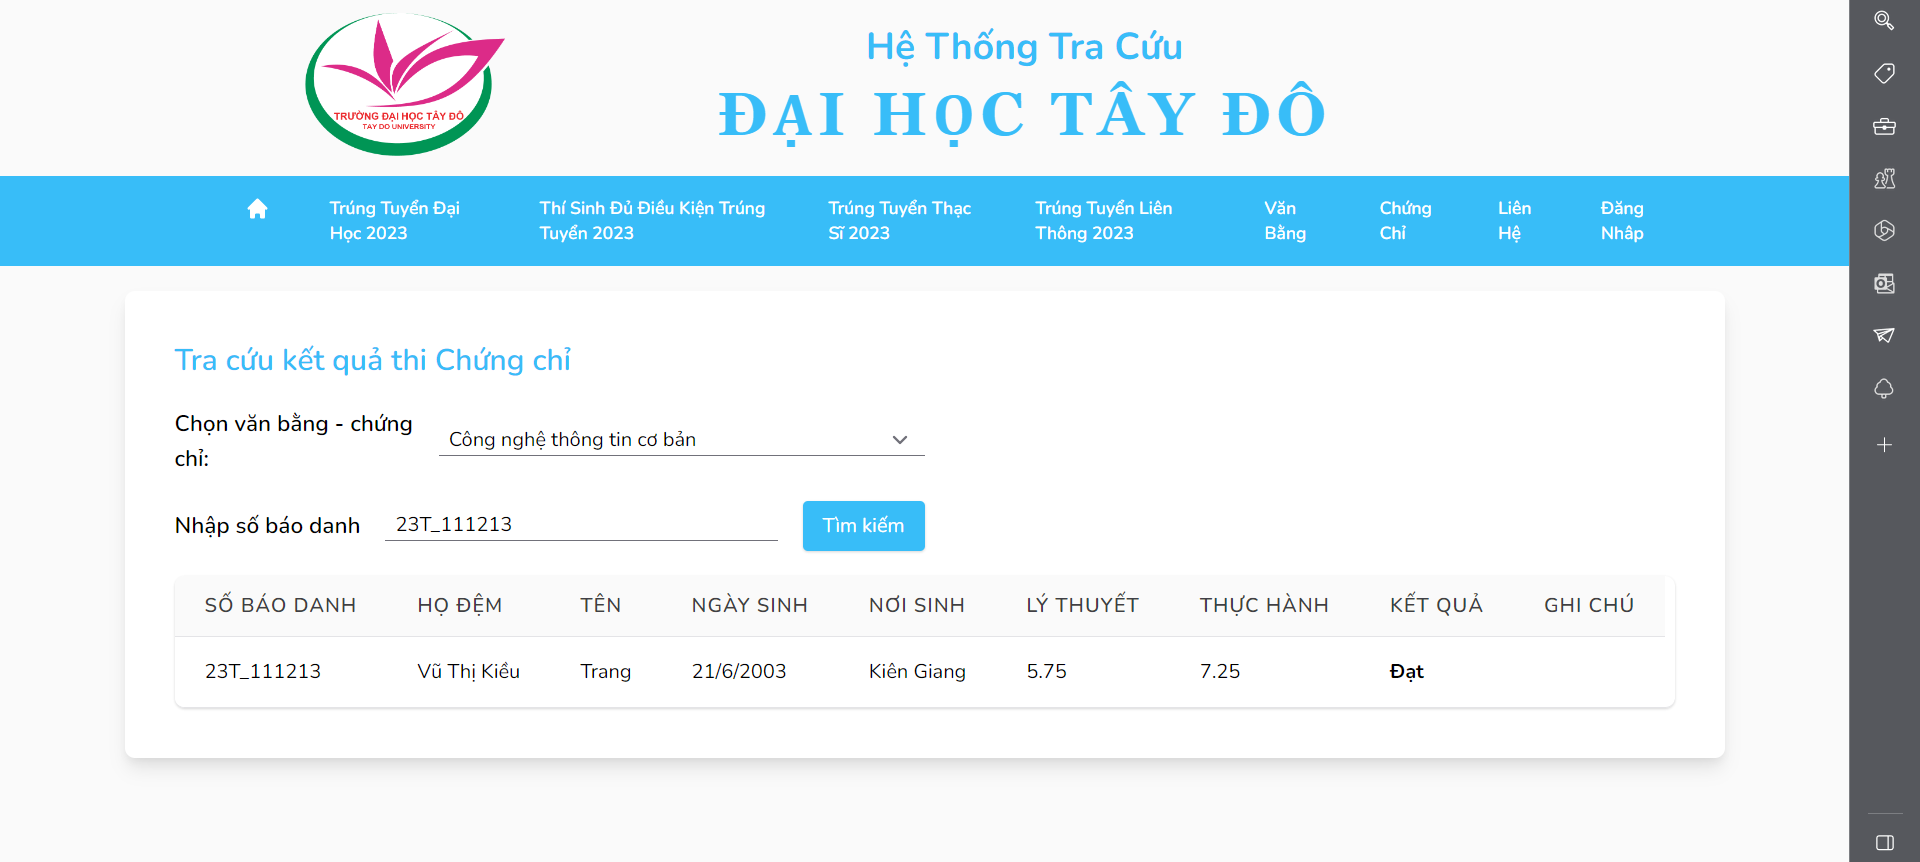 TRƯỜNG ĐẠI HỌC TÂY ĐÔ
TAY DO UNIVERSITY
Hệ Thống Tra Cứu
ĐẠI HỌC TÂY ĐÔ
Trúng Tuyển Đại Học 2023
Thí Sinh Đủ Điều Kiện Trúng Tuyển 2023
Trúng Tuyển Thạc Sĩ 2023
Trúng Tuyển Liên Thông 2023
Văn Bằng
Chứng Chỉ
Liên Hệ
Đăng Nhâp
Tra cứu kết quả thi Chứng chỉ
Chọn văn bằng - chứng chỉ:
Công nghệ thông tin cơ bản
Nhập số báo danh 23T_111213 Tìm kiếm
SỐ BÁO DANH HỌ ĐỆM TÊN NGÀY SINH NƠI SINH LÝ THUYẾT THỰC HÀNH KẾT QUẢ GHI CHÚ
23T_111213 Vũ Thị Kiều Trang 21/6/2003 Kiên Giang 5.75 7.25 Đạt